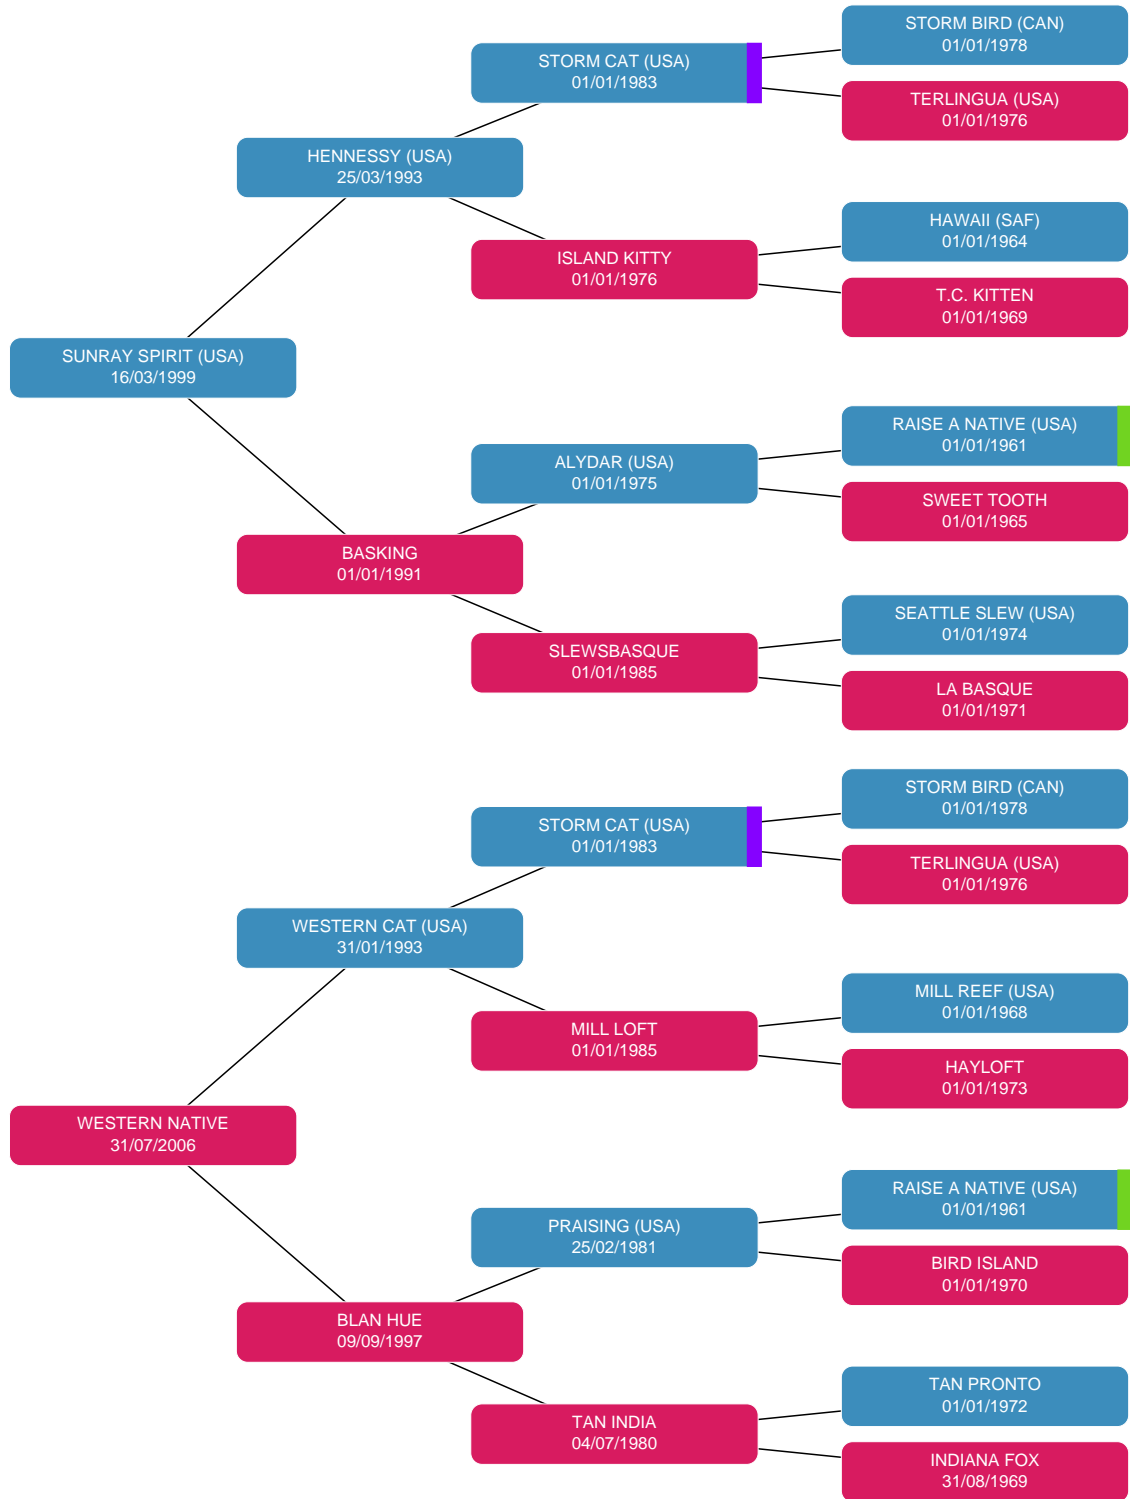 STORM BIRD (CAN)
01/01/1978
STORM CAT (USA)
01/01/1983
TERLINGUA (USA)
01/01/1976
HENNESSY (USA)
25/03/1993
HAWAII (SAF)
01/01/1964
ISLAND KITTY
01/01/1976
T.C. KITTEN
01/01/1969
SUNRAY SPIRIT (USA)
16/03/1999
RAISE A NATIVE (USA)
01/01/1961
ALYDAR (USA)
01/01/1975
SWEET TOOTH
01/01/1965
BASKING
01/01/1991
SEATTLE SLEW (USA)
01/01/1974
SLEWSBASQUE
01/01/1985
LA BASQUE
01/01/1971
STORM BIRD (CAN)
01/01/1978
STORM CAT (USA)
01/01/1983
TERLINGUA (USA)
01/01/1976
WESTERN CAT (USA)
31/01/1993
MILL REEF (USA)
01/01/1968
MILL LOFT
01/01/1985
HAYLOFT
01/01/1973
WESTERN NATIVE
31/07/2006
RAISE A NATIVE (USA)
01/01/1961
PRAISING (USA)
25/02/1981
BIRD ISLAND
01/01/1970
BLAN HUE
09/09/1997
TAN PRONTO
01/01/1972
TAN INDIA
04/07/1980
INDIANA FOX
31/08/1969